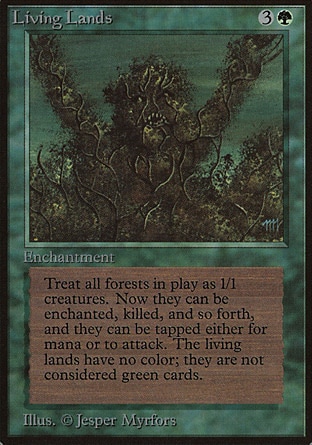 Living Lands 3
Enchantment
Treat all forests in play as 1/1
creatures. Now they can be
enchanted, killed, and so forth,
and they can be tapped either for
mana or to attack. The living
lands have no color; they are not
considered green cards.
Illus. © Jesper Myrfors